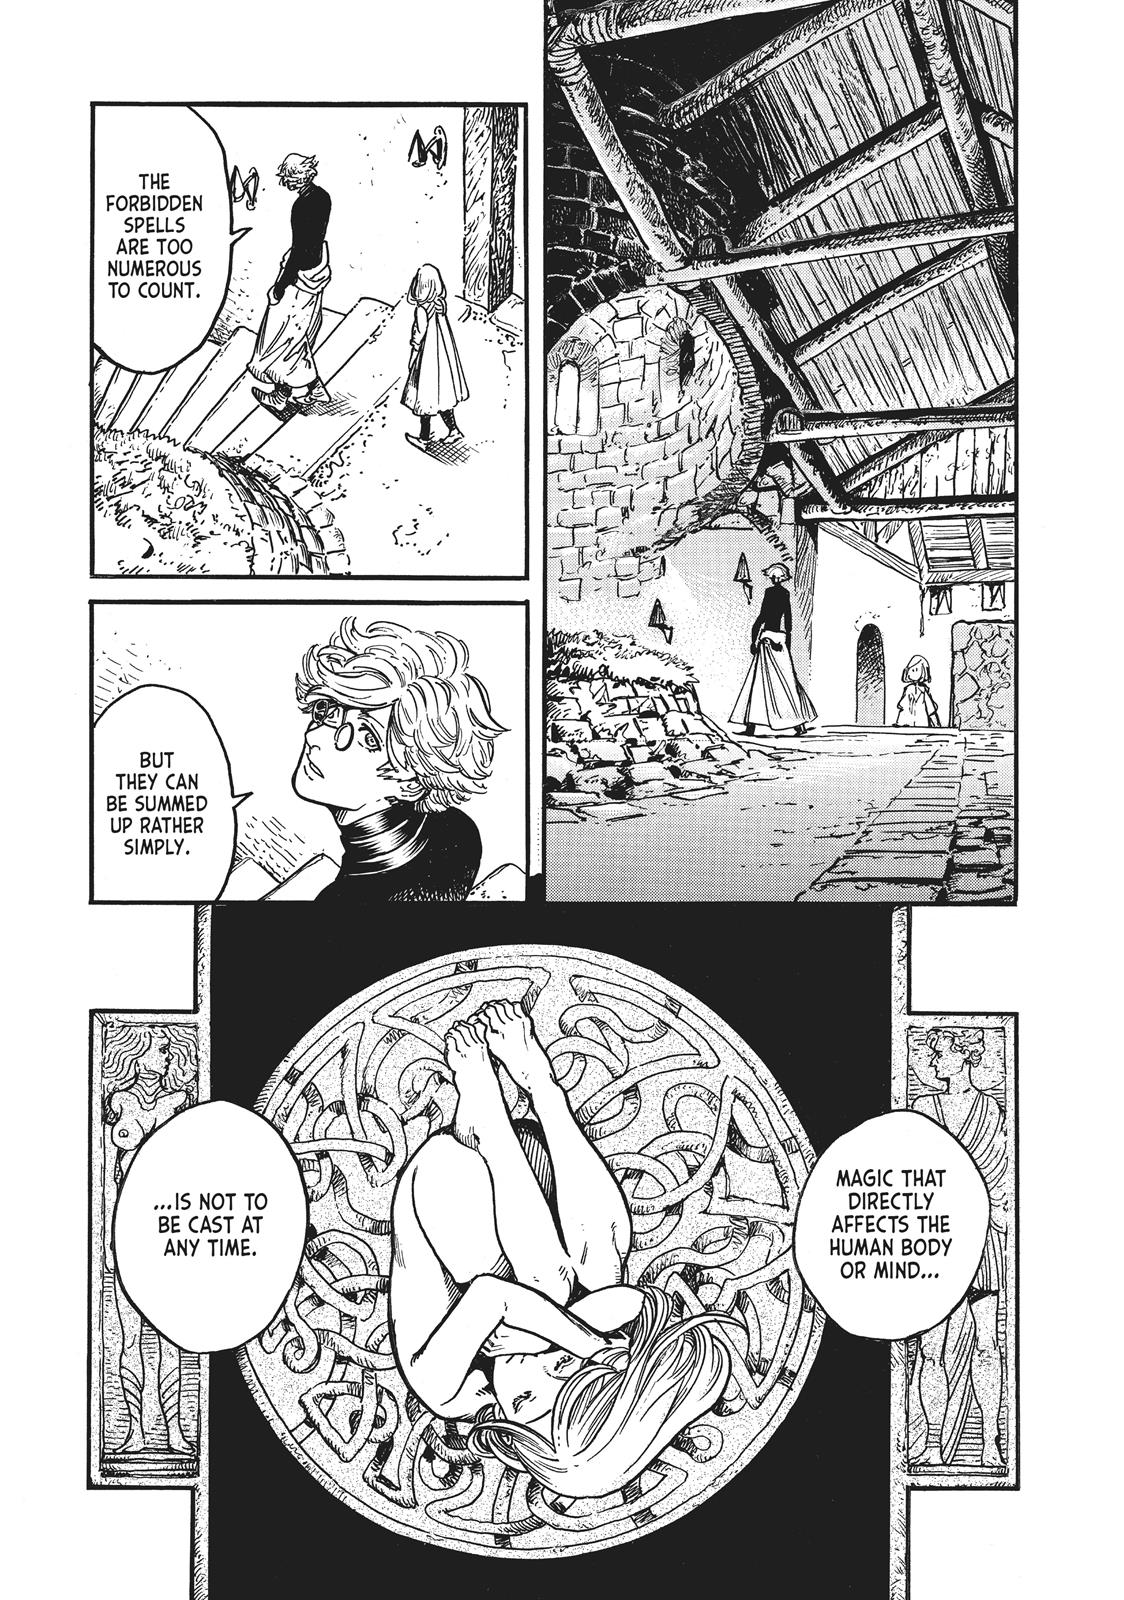 THE
FORBIDDEN
SPELLS
ARE TOO
NUMEROUS
TO COUNT.
BUT
THEY CAN
BE SUMMED
UP RATHER
SIMPLY.
MAGIC THAT
DIRECTLY
AFFECTS THE
HUMAN BODY
OR MIND...
...IS NOT TO
BE CAST AT
ANY TIME.